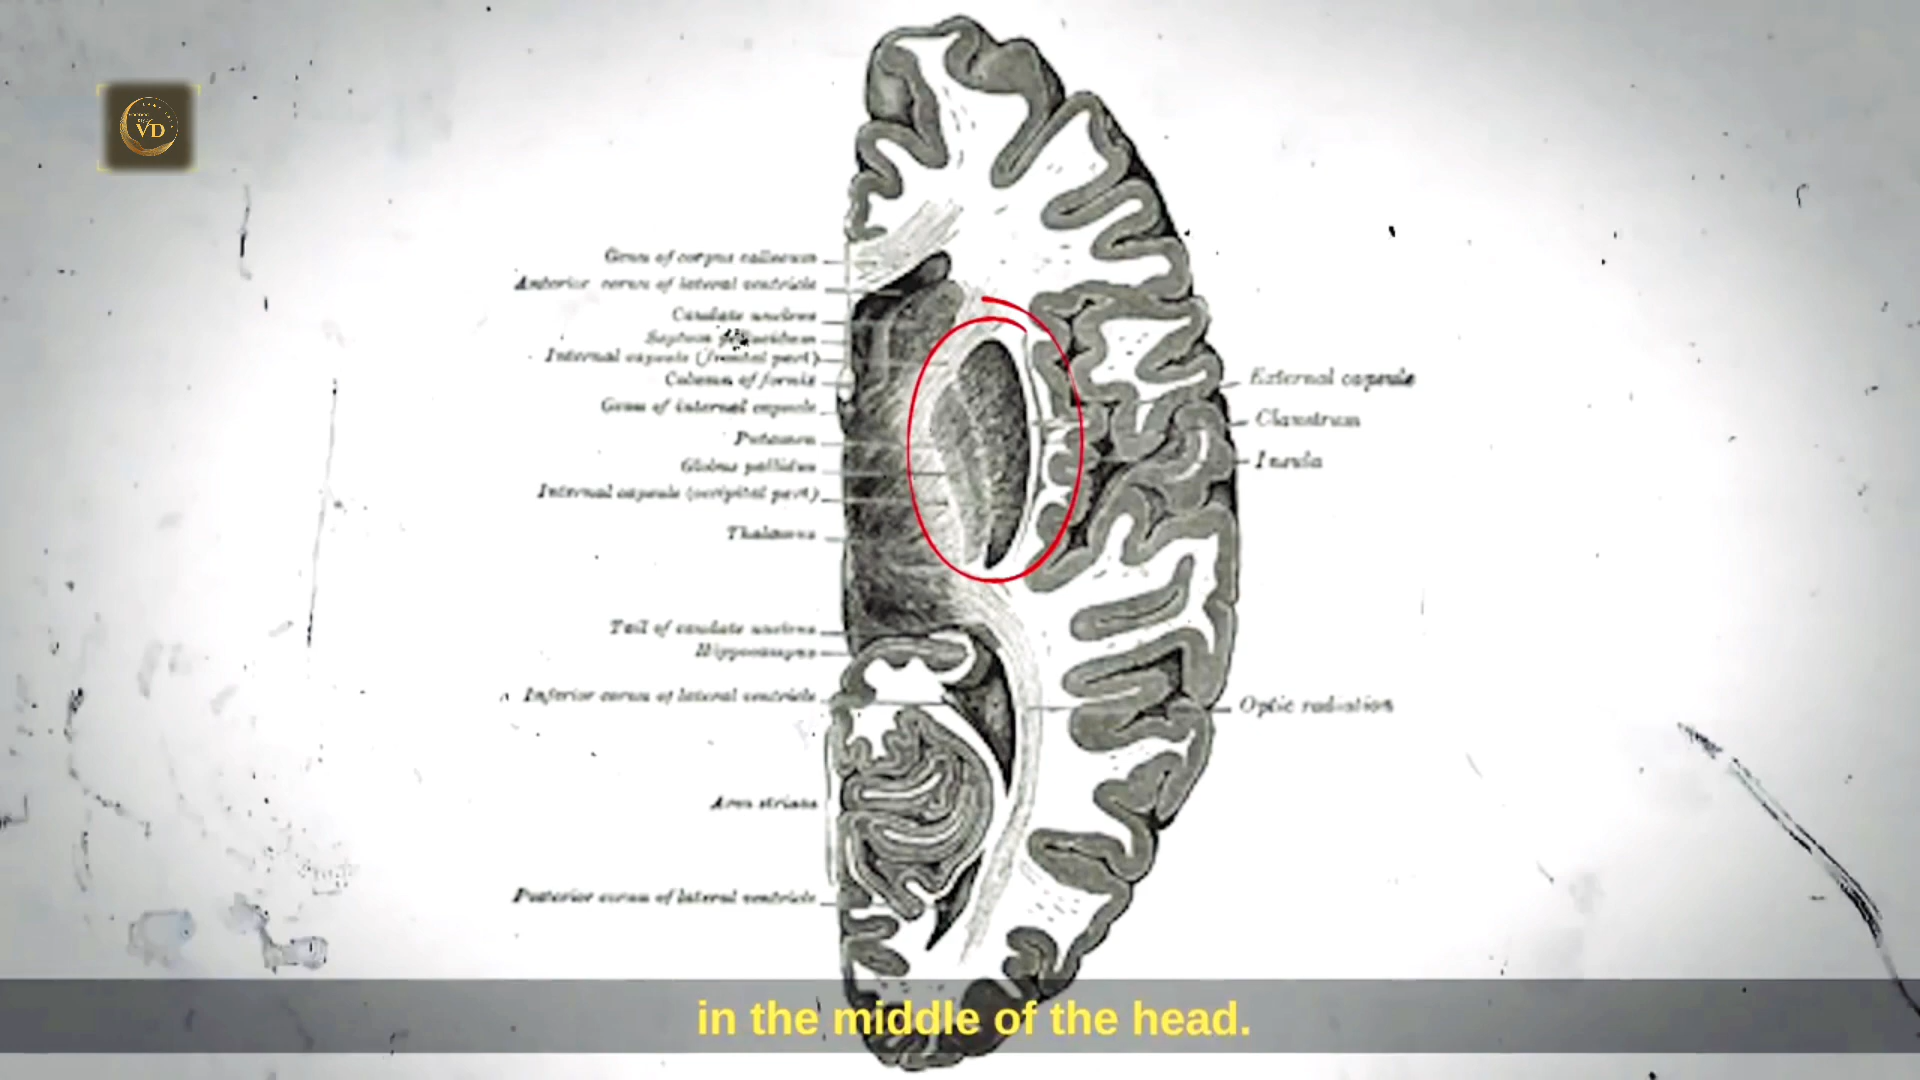 VD
Genu of corpus callosum
Anterior cornu of lateral ventricle
Caudate nucleus
Septum pellucidum
Internal capsule (frontal part)
Column of fornix
Genu of internal capsule
Putamen
Globus pallidus
Internal capsule (occipital part)
Thalamus
Tail of caudate nucleus
Hippocampus
Inferior cornu of lateral ventricle
Area striata
Posterior cornu of lateral ventricle
External capsule
Claustrum
Insula
Optic radiation
in the middle of the head.